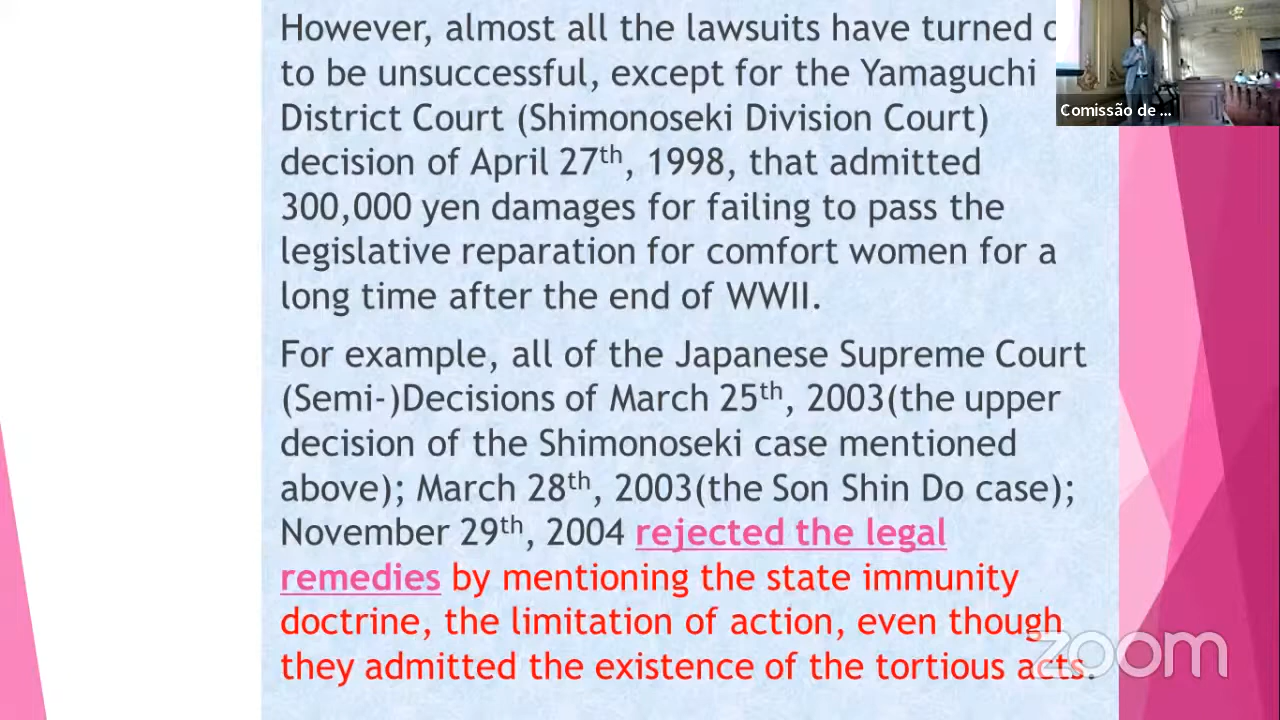 However, almost all the lawsuits have turned
to be unsuccessful, except for the Yamaguchi
District Court (Shimonoseki Division Court)
decision of April 27th, 1998, that admitted
300,000 yen damages for failing to pass the
legislative reparation for comfort women for a
long time after the end of WWII.
For example, all of the Japanese Supreme Court
(Semi-)Decisions of March 25th, 2003(the upper
decision of the Shimonoseki case mentioned
above); March 28th, 2003(the Son Shin Do case);
November 29th, 2004 rejected the legal
remedies by mentioning the state immunity
doctrine, the limitation of action, even though
they admitted the existence of the tortious acts.
Comissão de ...
zoom